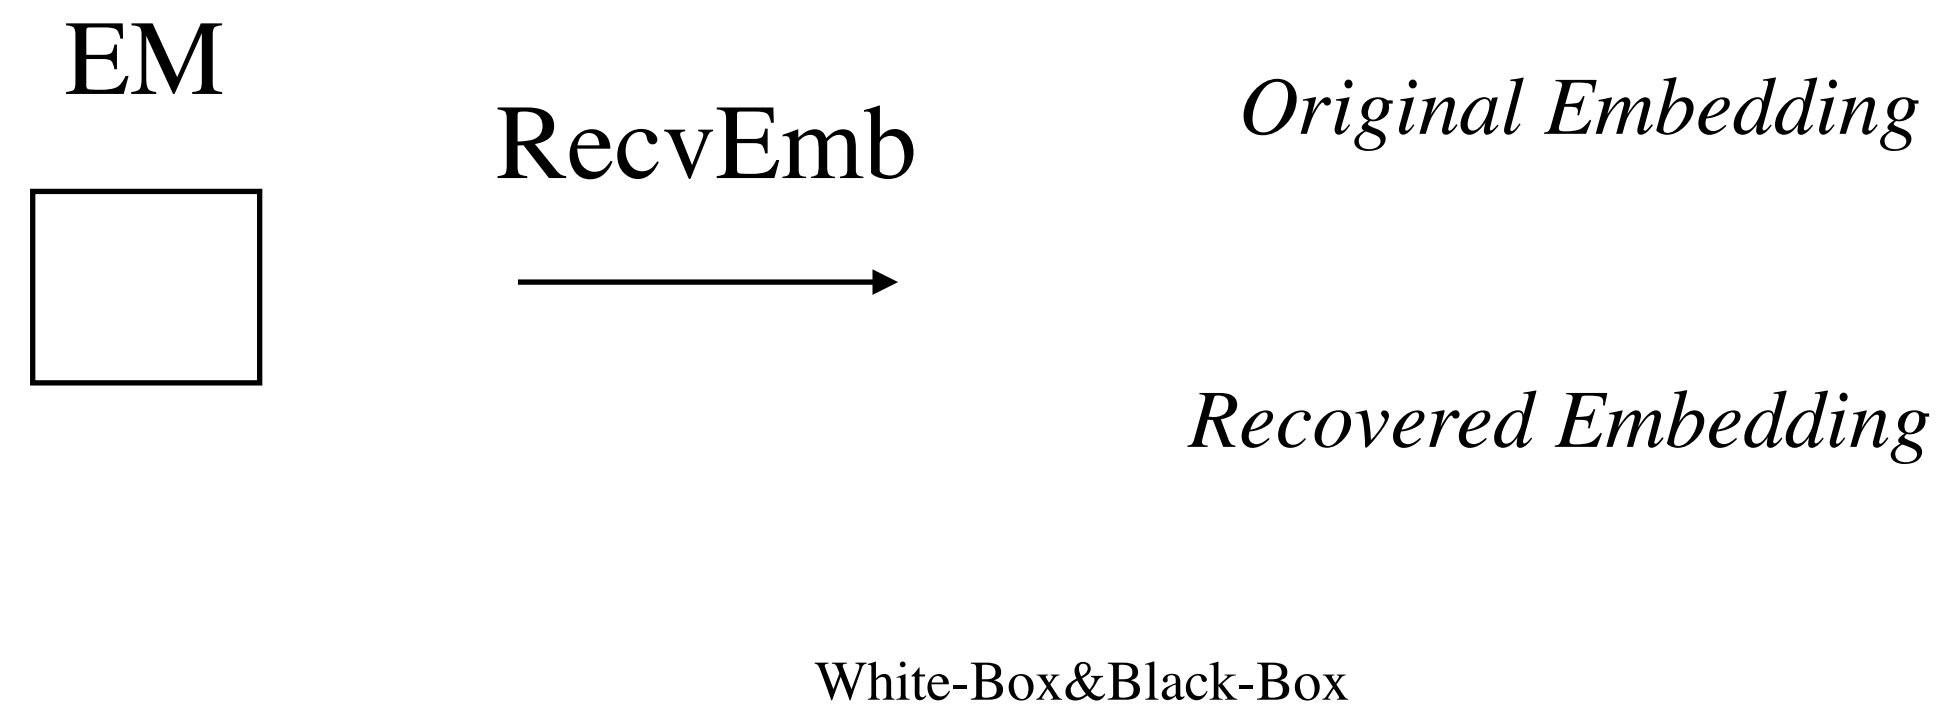 EM
RecvEmb
Original Embedding
Recovered Embedding
White-Box&Black-Box